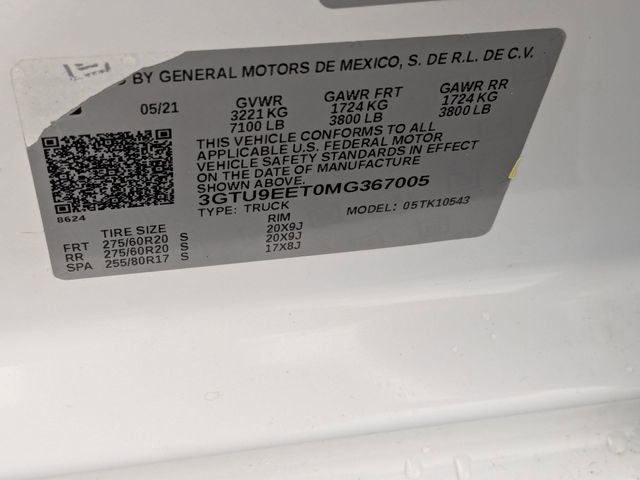 BY GENERAL MOTORS DE MEXICO, S. DE R.L. DE C.V.
05/21 GVWR GAWR FRT GAWR RR
3221 KG 1724 KG 1724 KG
7100 LB 3800 LB 3800 LB
THIS VEHICLE CONFORMS TO ALL
APPLICABLE U.S. FEDERAL MOTOR
VEHICLE SAFETY STANDARDS IN EFFECT
ON THE DATE OF MANUFACTURE
SHOWN ABOVE.
3GTU9EET0MG367005
8624 TYPE: TRUCK MODEL: 05TK10543
TIRE SIZE RIM
FRT 275/60R20 S 20X9J
RR 275/60R20 S 20X9J
SPA 255/80R17 S 17X8J